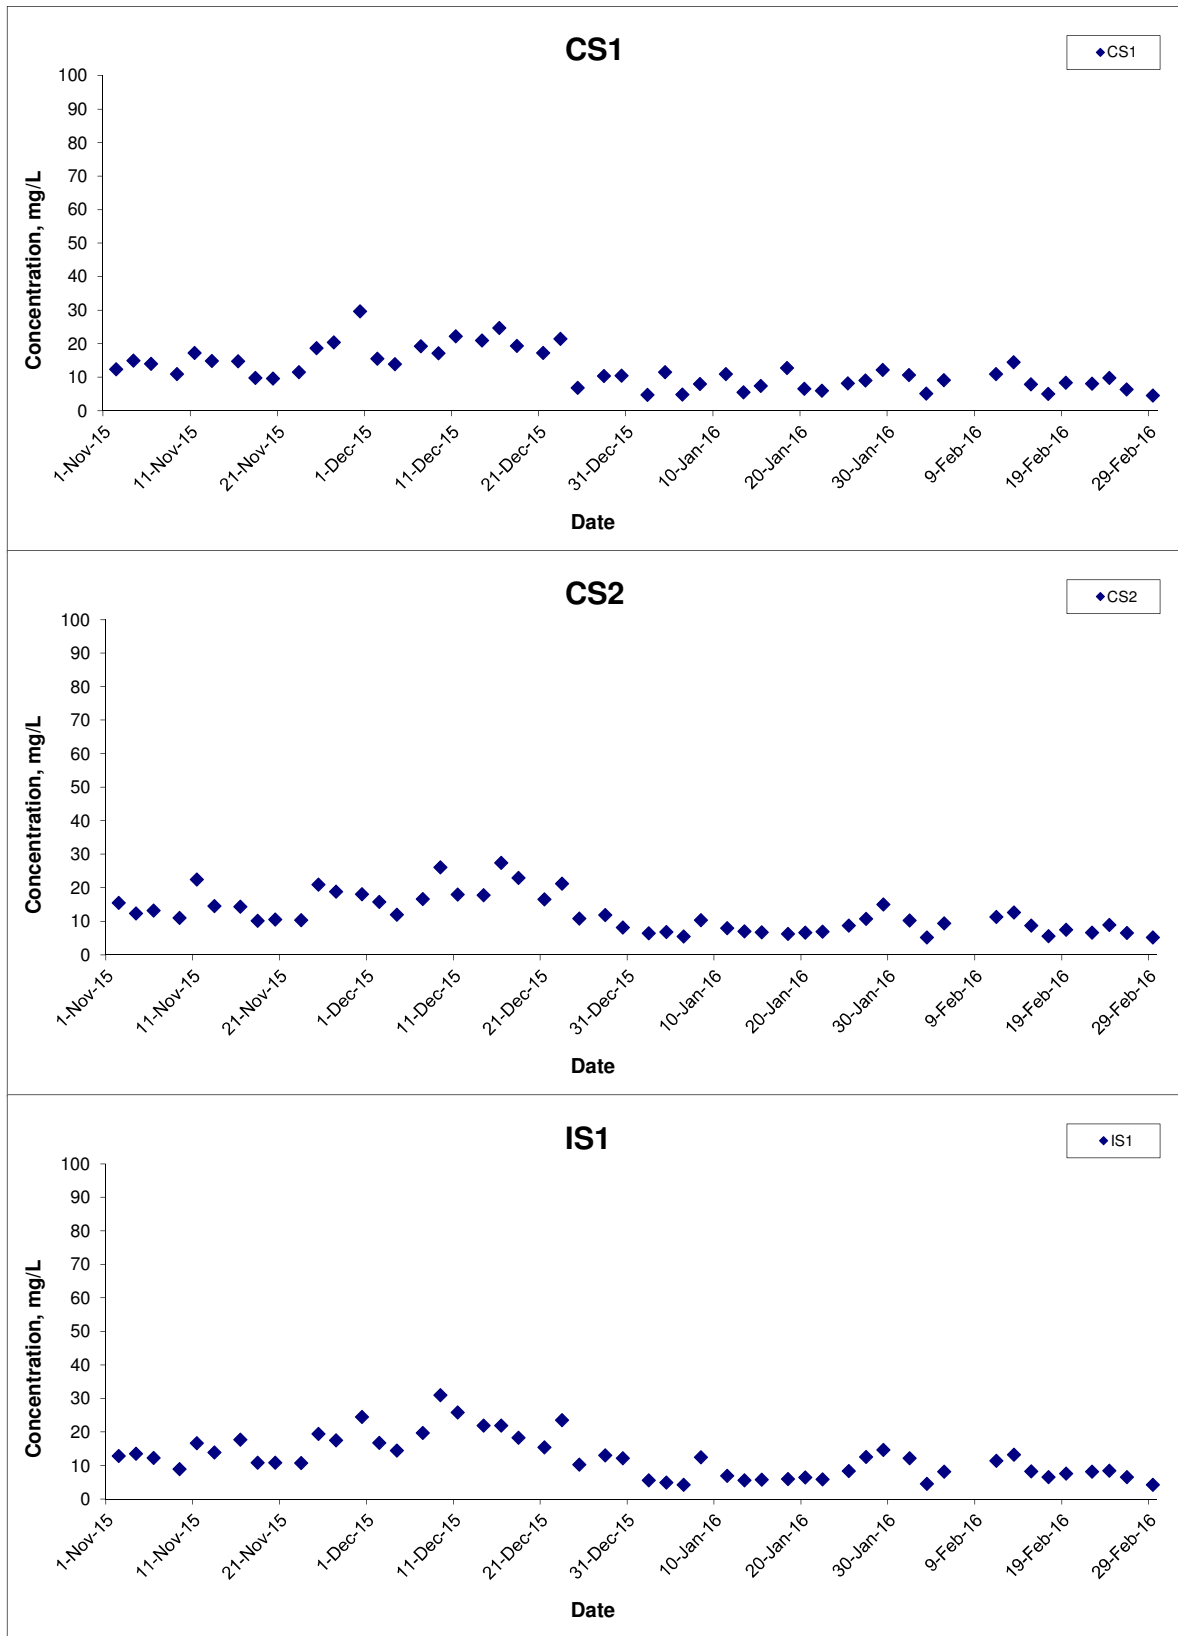 CS1
CS1
100
90
80
70
60
50
40
30
20
10
0
Concentration, mg/L
1-Nov-15
11-Nov-15
21-Nov-15
1-Dec-15
11-Dec-15
21-Dec-15
31-Dec-15
10-Jan-16
20-Jan-16
30-Jan-16
9-Feb-16
19-Feb-16
29-Feb-16
Date
CS2
CS2
100
90
80
70
60
50
40
30
20
10
0
Concentration, mg/L
1-Nov-15
11-Nov-15
21-Nov-15
1-Dec-15
11-Dec-15
21-Dec-15
31-Dec-15
10-Jan-16
20-Jan-16
30-Jan-16
9-Feb-16
19-Feb-16
29-Feb-16
Date
IS1
IS1
100
90
80
70
60
50
40
30
20
10
0
Concentration, mg/L
1-Nov-15
11-Nov-15
21-Nov-15
1-Dec-15
11-Dec-15
21-Dec-15
31-Dec-15
10-Jan-16
20-Jan-16
30-Jan-16
9-Feb-16
19-Feb-16
29-Feb-16
Date